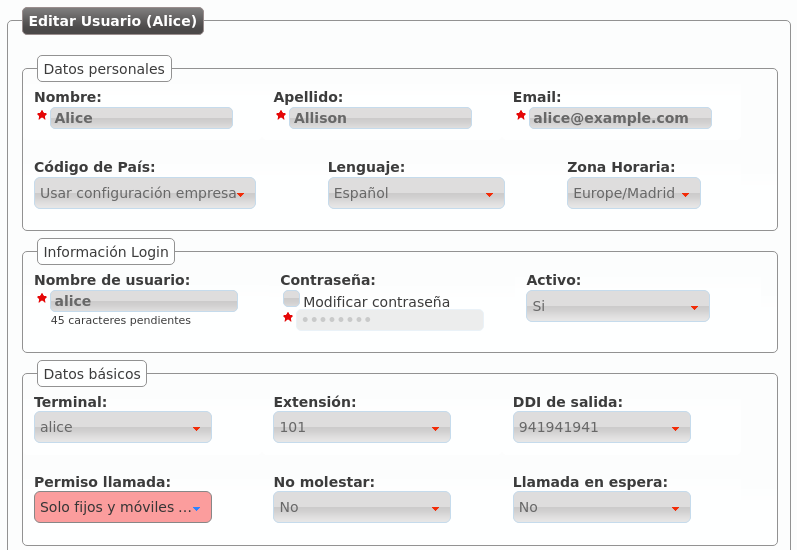 Editar Usuario (Alice)
Datos personales
Nombre: Apellido: Email:
Alice Allison alice@example.com
Código de País: Lenguaje: Zona Horaria:
Usar configuración empresa Español Europe/Madrid
Información Login
Nombre de usuario: Contraseña: Activo:
alice Modificar contraseña Si
45 caracteres pendientes ••••••••
Datos básicos
Terminal: Extensión: DDI de salida:
alice 101 941941941
Permiso llamada: No molestar: Llamada en espera:
Solo fijos y móviles ... No No